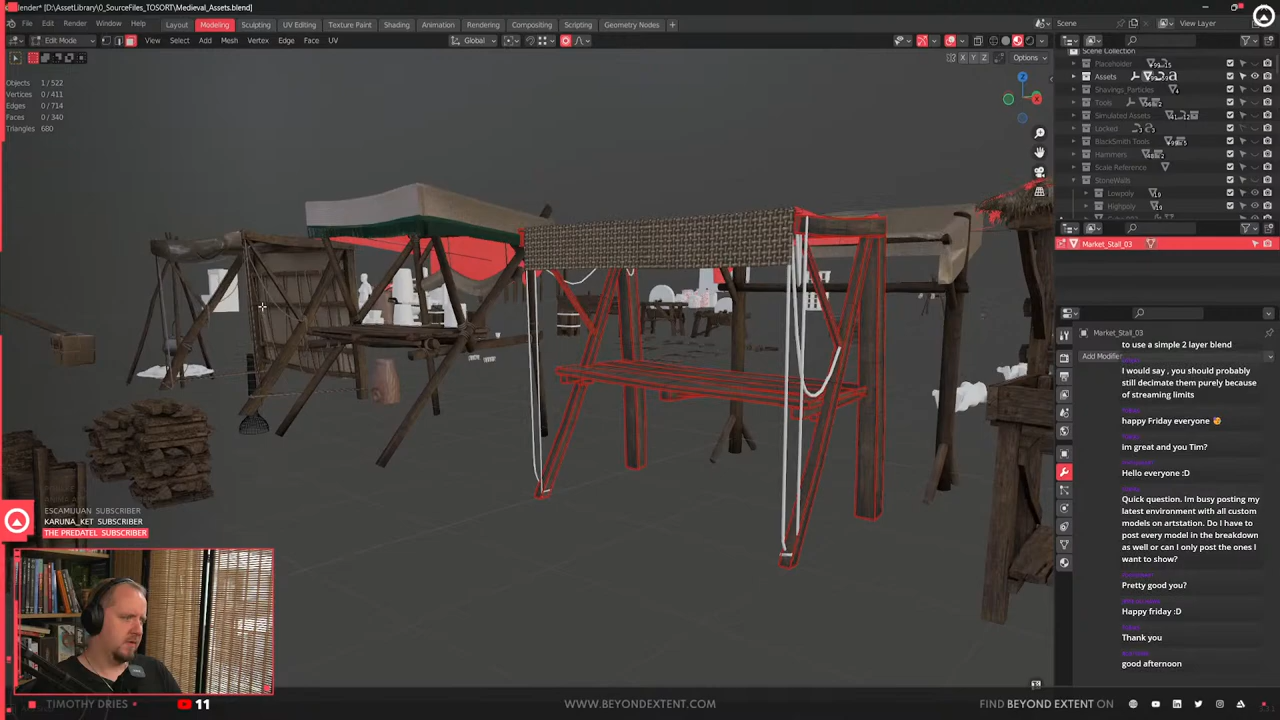 ender* [D:\AssetLibrary\0_SourceFiles_TOSORT\Medieval_Assets.blend]
File Edit Render Window Help
Layout Modeling Sculpting UV Editing Texture Paint Shading Animation Rendering Compositing Scripting Geometry Nodes +
Scene
View Layer
Edit Mode
View Select Add Mesh Vertex Edge Face UV
Global
X Y Z
Options
Objects 1/522
Vertices 0/411
Edges 0/714
Faces 0/340
Triangles 680
Z
Scene Collection
Placeholder
Assets
Shavings_Particles
Tools
Simulated Assets
Locked
BlackSmith Tools
Hammers
Scale Reference
StoneWalls
Lowpoly
Highpoly
Market_Stall_03
Market_Stall_03
Add Modifier
to use a simple 2 layer blend
I would say , you should probably
still decimate them purely because
of streaming limits
happy Friday everyone
im great and you Tim?
Hello everyone :D
Quick question. Im busy posting my
latest environment with all custom
models on artstation. Do I have to
post every model in the breakdown
as well or can I only post the ones I
want to show?
Pretty good you?
Happy friday :D
Thank you
good afternoon
ESCAMIJUAN SUBSCRIBER
KARUNA_KET SUBSCRIBER
THE PREDATEL SUBSCRIBER
TIMOTHY DRIES
11
WWW.BEYONDEXTENT.COM
FIND BEYOND EXTENT ON